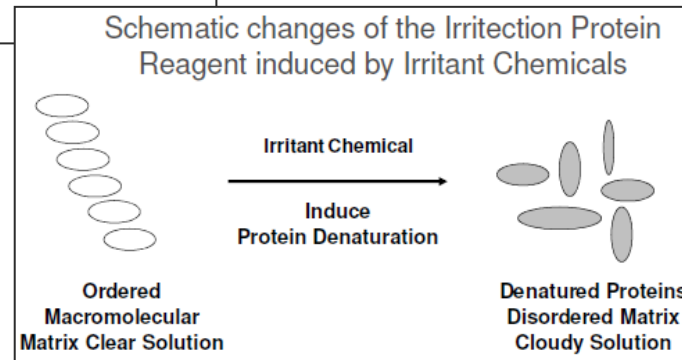 Schematic changes of the Irritection Protein
Reagent induced by Irritant Chemicals
Irritant Chemical
Induce
Protein Denaturation
Ordered
Macromolecular
Matrix Clear Solution
Denatured Proteins
Disordered Matrix
Cloudy Solution